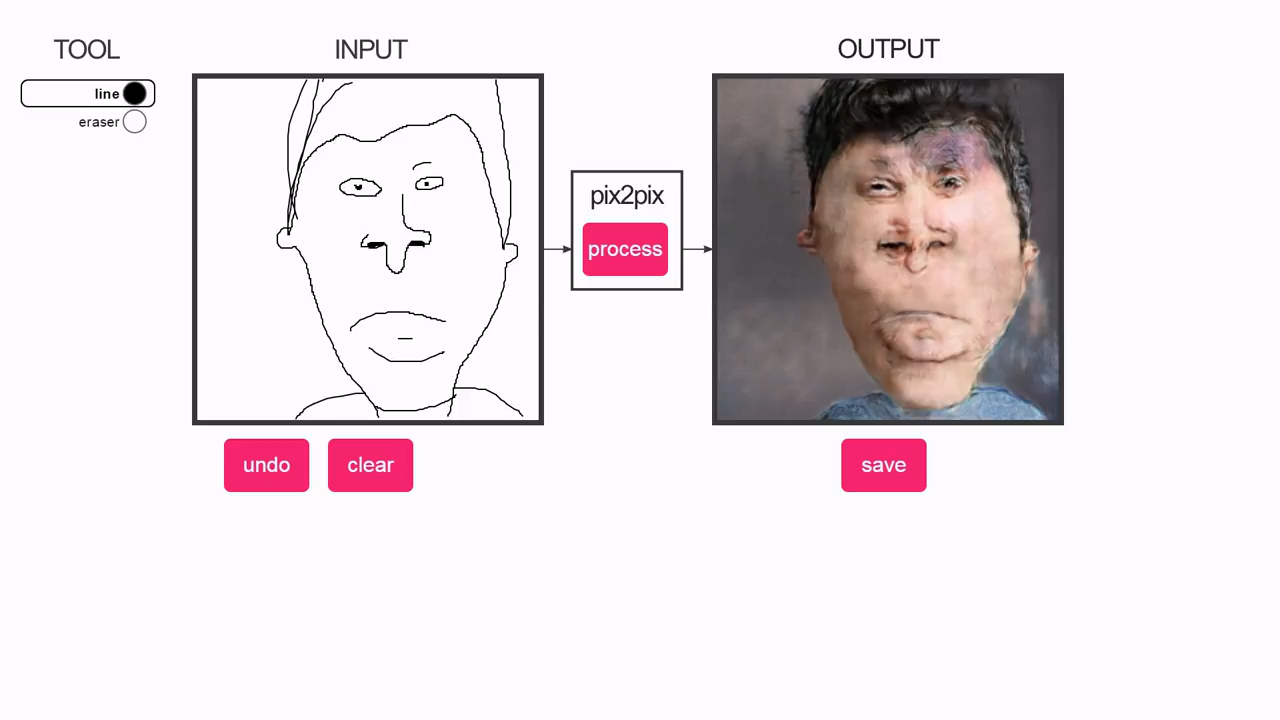 TOOL
INPUT
OUTPUT
line
eraser
pix2pix
process
undo
clear
save